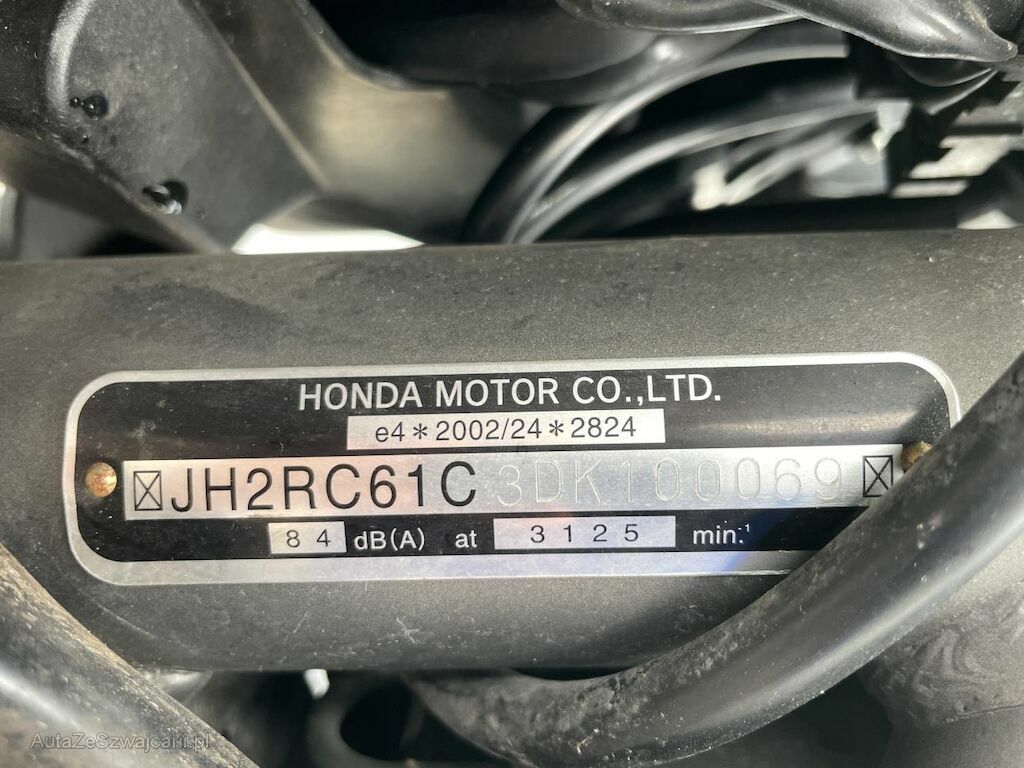 HONDA MOTOR CO.,LTD.
e4*2002/24*2824
JH2RC61C3DK100069
84 dB(A) at 3125 min.-1
AutaZeSzwajcarii.pl